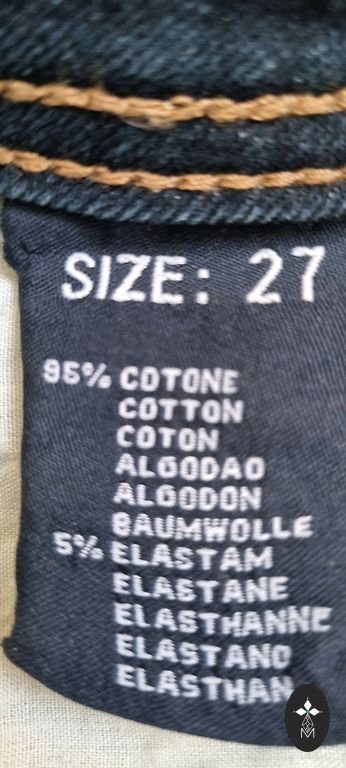 SIZE: 27
95% COTONE
COTTON
COTON
ALGODAO
ALGODON
BAUMWOLLE
5% ELASTAM
ELASTANE
ELASTHANNE
ELASTANO
ELASTHAN
M